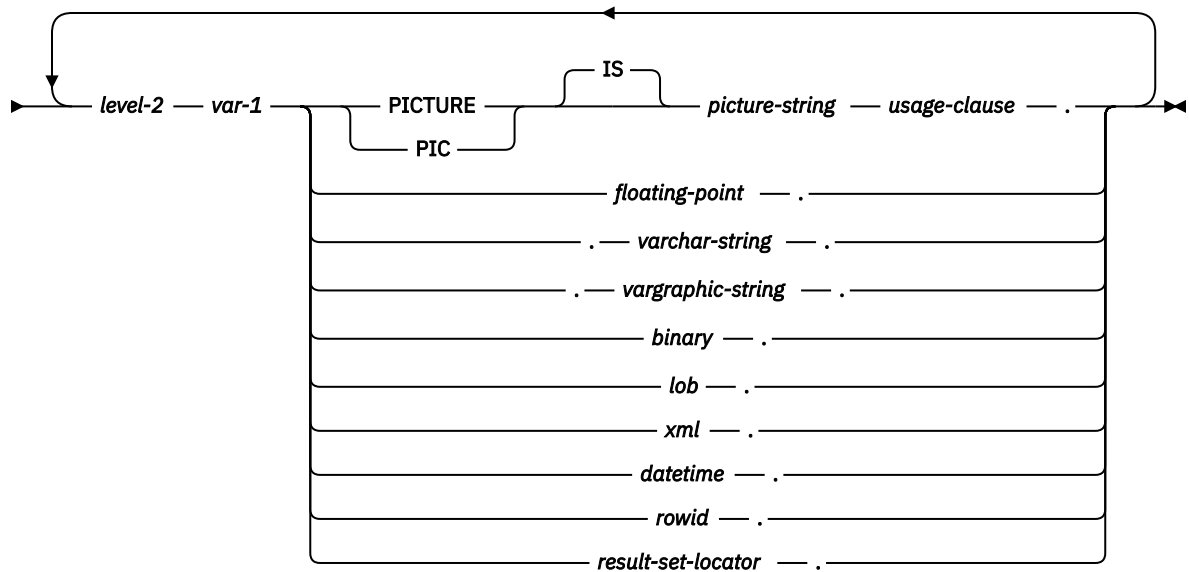 IS
level-2 var-1 PICTURE picture-string usage-clause .
PIC
floating-point .
. varchar-string .
. vargraphic-string .
binary .
lob .
xml .
datetime .
rowid .
result-set-locator .